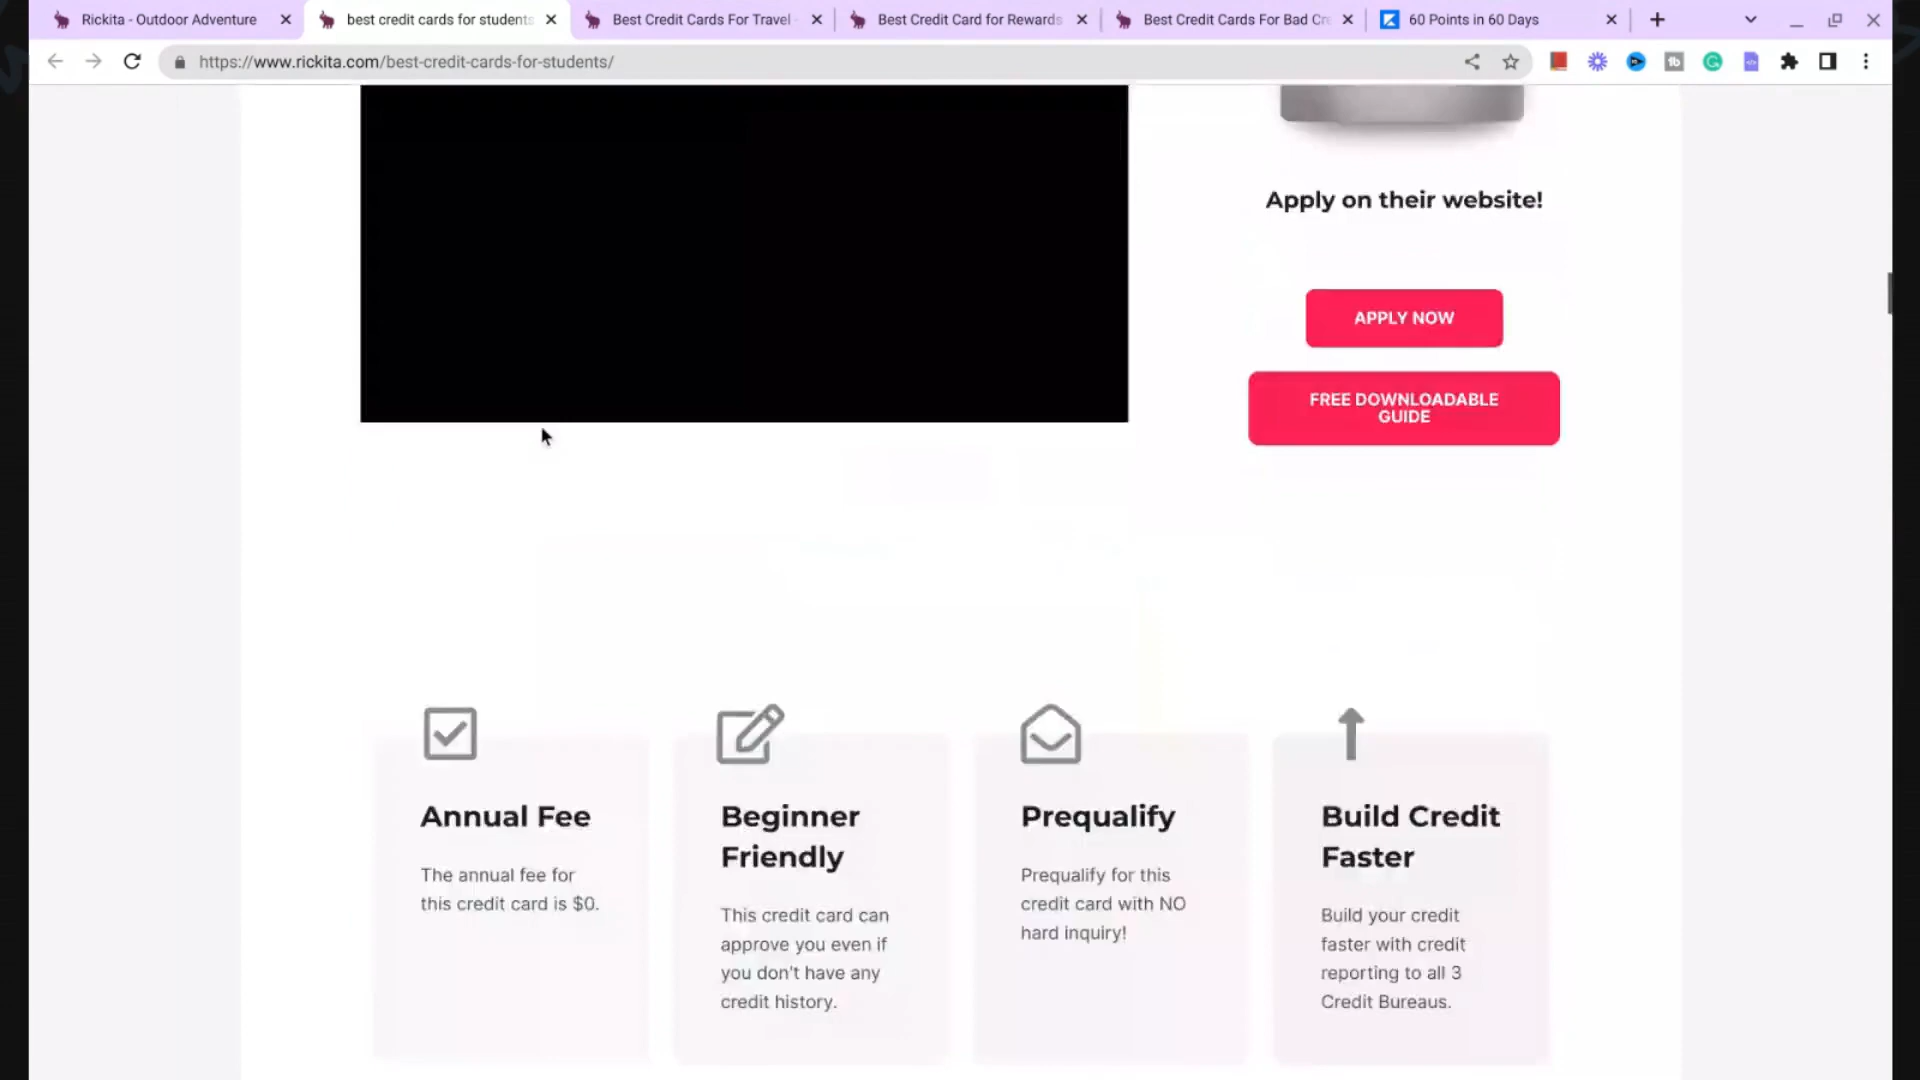 Rickita - Outdoor Adventure
best credit cards for students
Best Credit Cards For Travel -
Best Credit Card for Rewards
Best Credit Cards For Bad Cre
60 Points in 60 Days
https://www.rickita.com/best-credit-cards-for-students/
Apply on their website!
APPLY NOW
FREE DOWNLOADABLE
GUIDE
Annual Fee
The annual fee for
this credit card is $0.
Beginner
Friendly
This credit card can
approve you even if
you don't have any
credit history.
Prequalify
Prequalify for this
credit card with NO
hard inquiry!
Build Credit
Faster
Build your credit
faster with credit
reporting to all 3
Credit Bureaus.